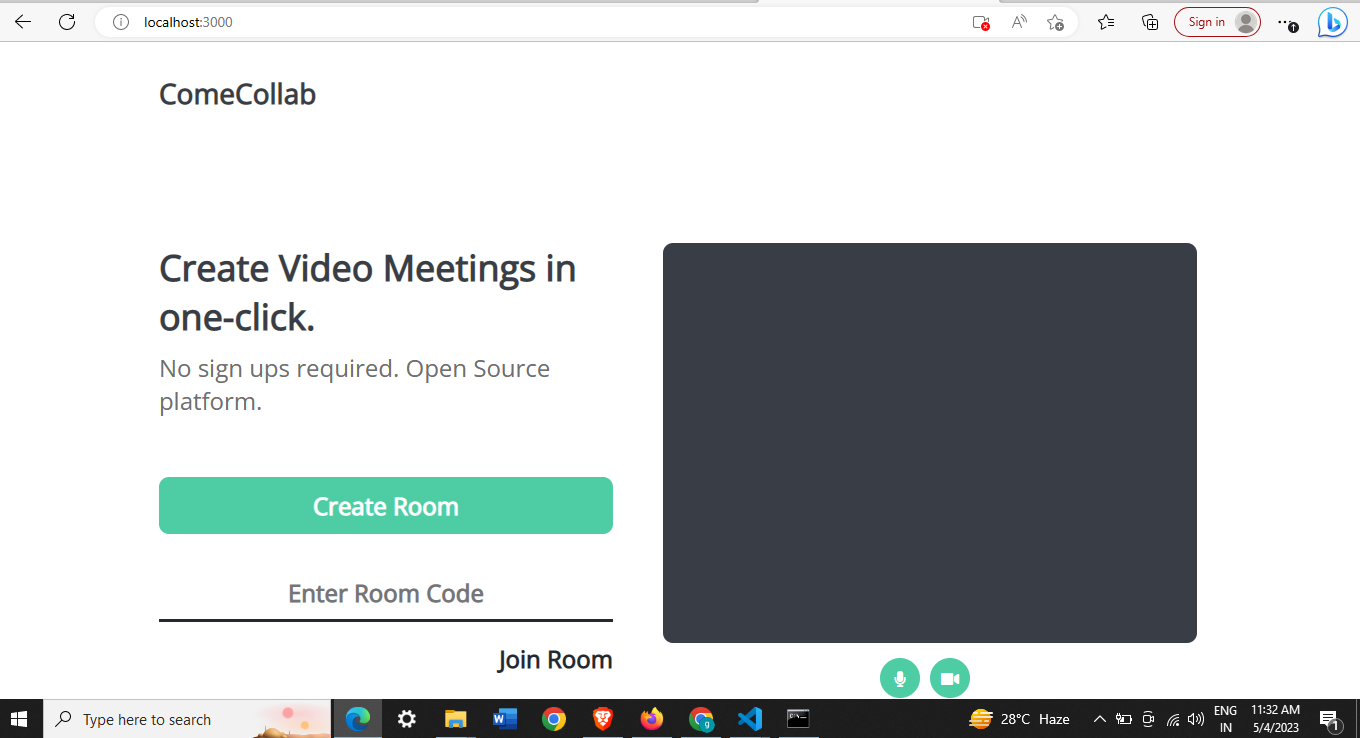 localhost:3000
Sign in
ComeCollab
Create Video Meetings in
one-click.
No sign ups required. Open Source
platform.
Create Room
Enter Room Code
Join Room
Type here to search
28°C Haze
ENG
IN
11:32 AM
5/4/2023
1